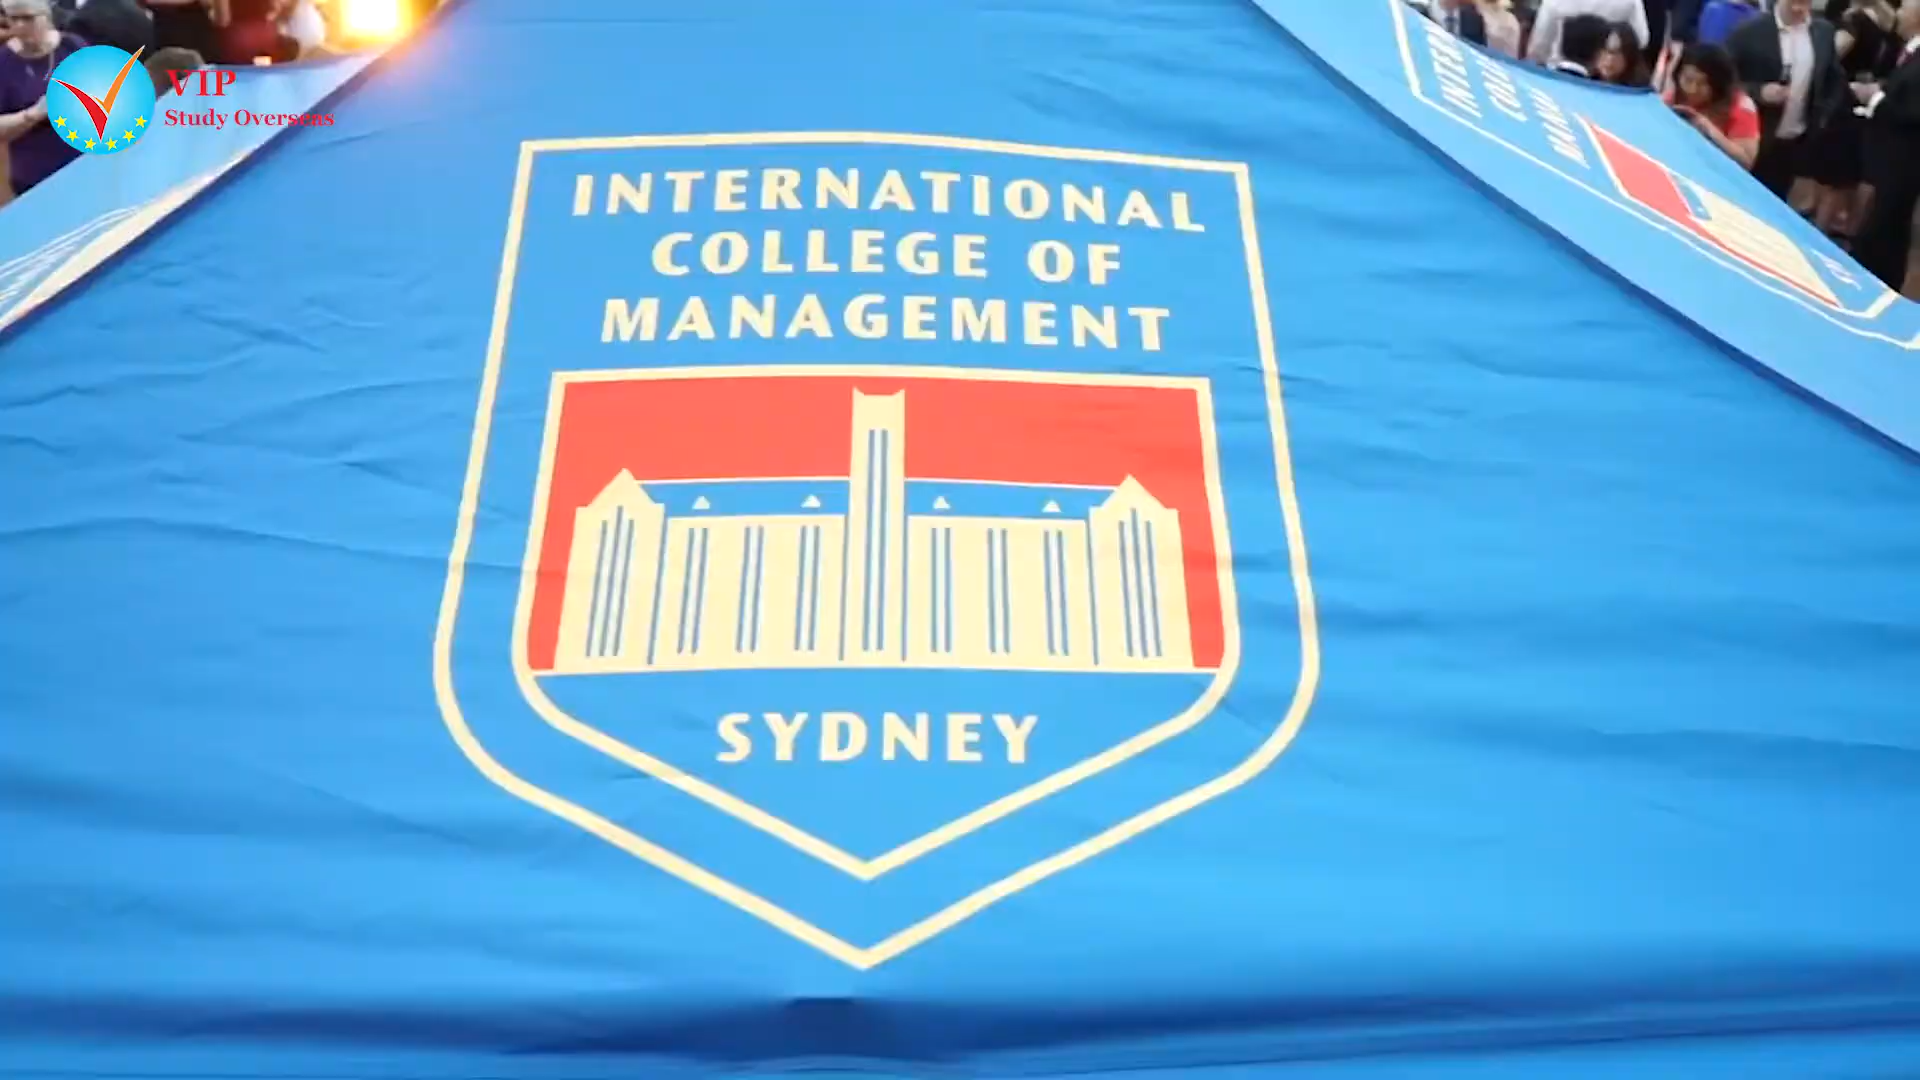 VIP
Study Overseas
INTERNATIONAL
COLLEGE OF
MANAGEMENT
SYDNEY